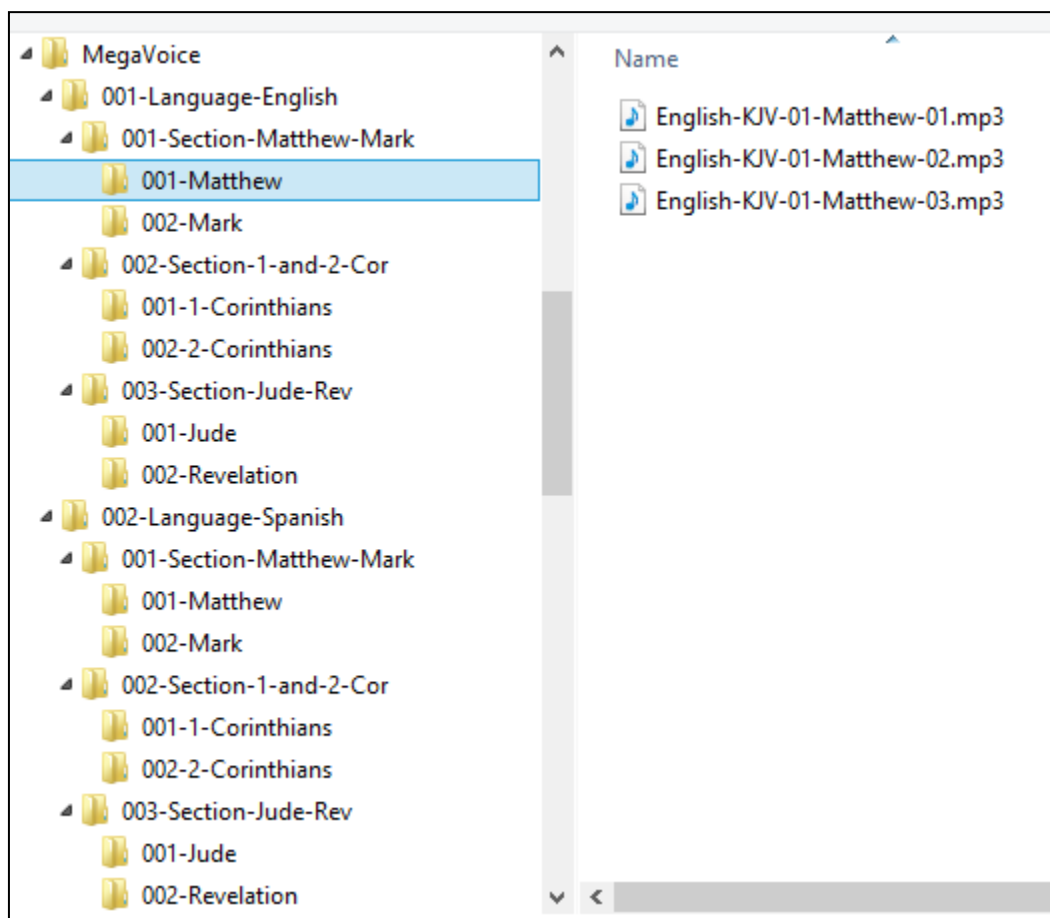 MegaVoice
001-Language-English
001-Section-Matthew-Mark
001-Matthew
002-Mark
002-Section-1-and-2-Cor
001-1-Corinthians
002-2-Corinthians
003-Section-Jude-Rev
001-Jude
002-Revelation
002-Language-Spanish
001-Section-Matthew-Mark
001-Matthew
002-Mark
002-Section-1-and-2-Cor
001-1-Corinthians
002-2-Corinthians
003-Section-Jude-Rev
001-Jude
002-Revelation
Name
English-KJV-01-Matthew-01.mp3
English-KJV-01-Matthew-02.mp3
English-KJV-01-Matthew-03.mp3